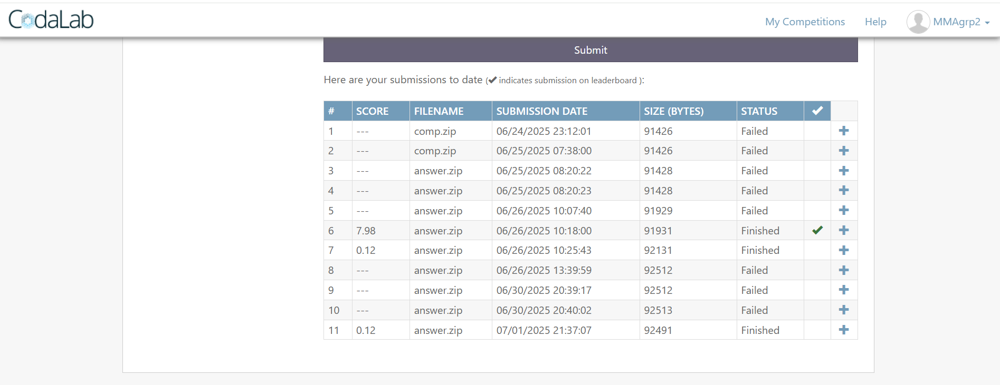 CodaLab
My Competitions Help MMAgrp2
Submit
Here are your submissions to date (✔ indicates submission on leaderboard ):
# SCORE FILENAME SUBMISSION DATE SIZE (BYTES) STATUS ✔
1 --- comp.zip 06/24/2025 23:12:01 91426 Failed
2 --- comp.zip 06/25/2025 07:38:00 91426 Failed
3 --- answer.zip 06/25/2025 08:20:22 91428 Failed
4 --- answer.zip 06/25/2025 08:20:23 91428 Failed
5 --- answer.zip 06/26/2025 10:07:40 91929 Failed
6 7.98 answer.zip 06/26/2025 10:18:00 91931 Finished ✔
7 0.12 answer.zip 06/26/2025 10:25:43 92131 Finished
8 --- answer.zip 06/26/2025 13:39:59 92512 Failed
9 --- answer.zip 06/30/2025 20:39:17 92512 Failed
10 --- answer.zip 06/30/2025 20:40:02 92513 Failed
11 0.12 answer.zip 07/01/2025 21:37:07 92491 Finished